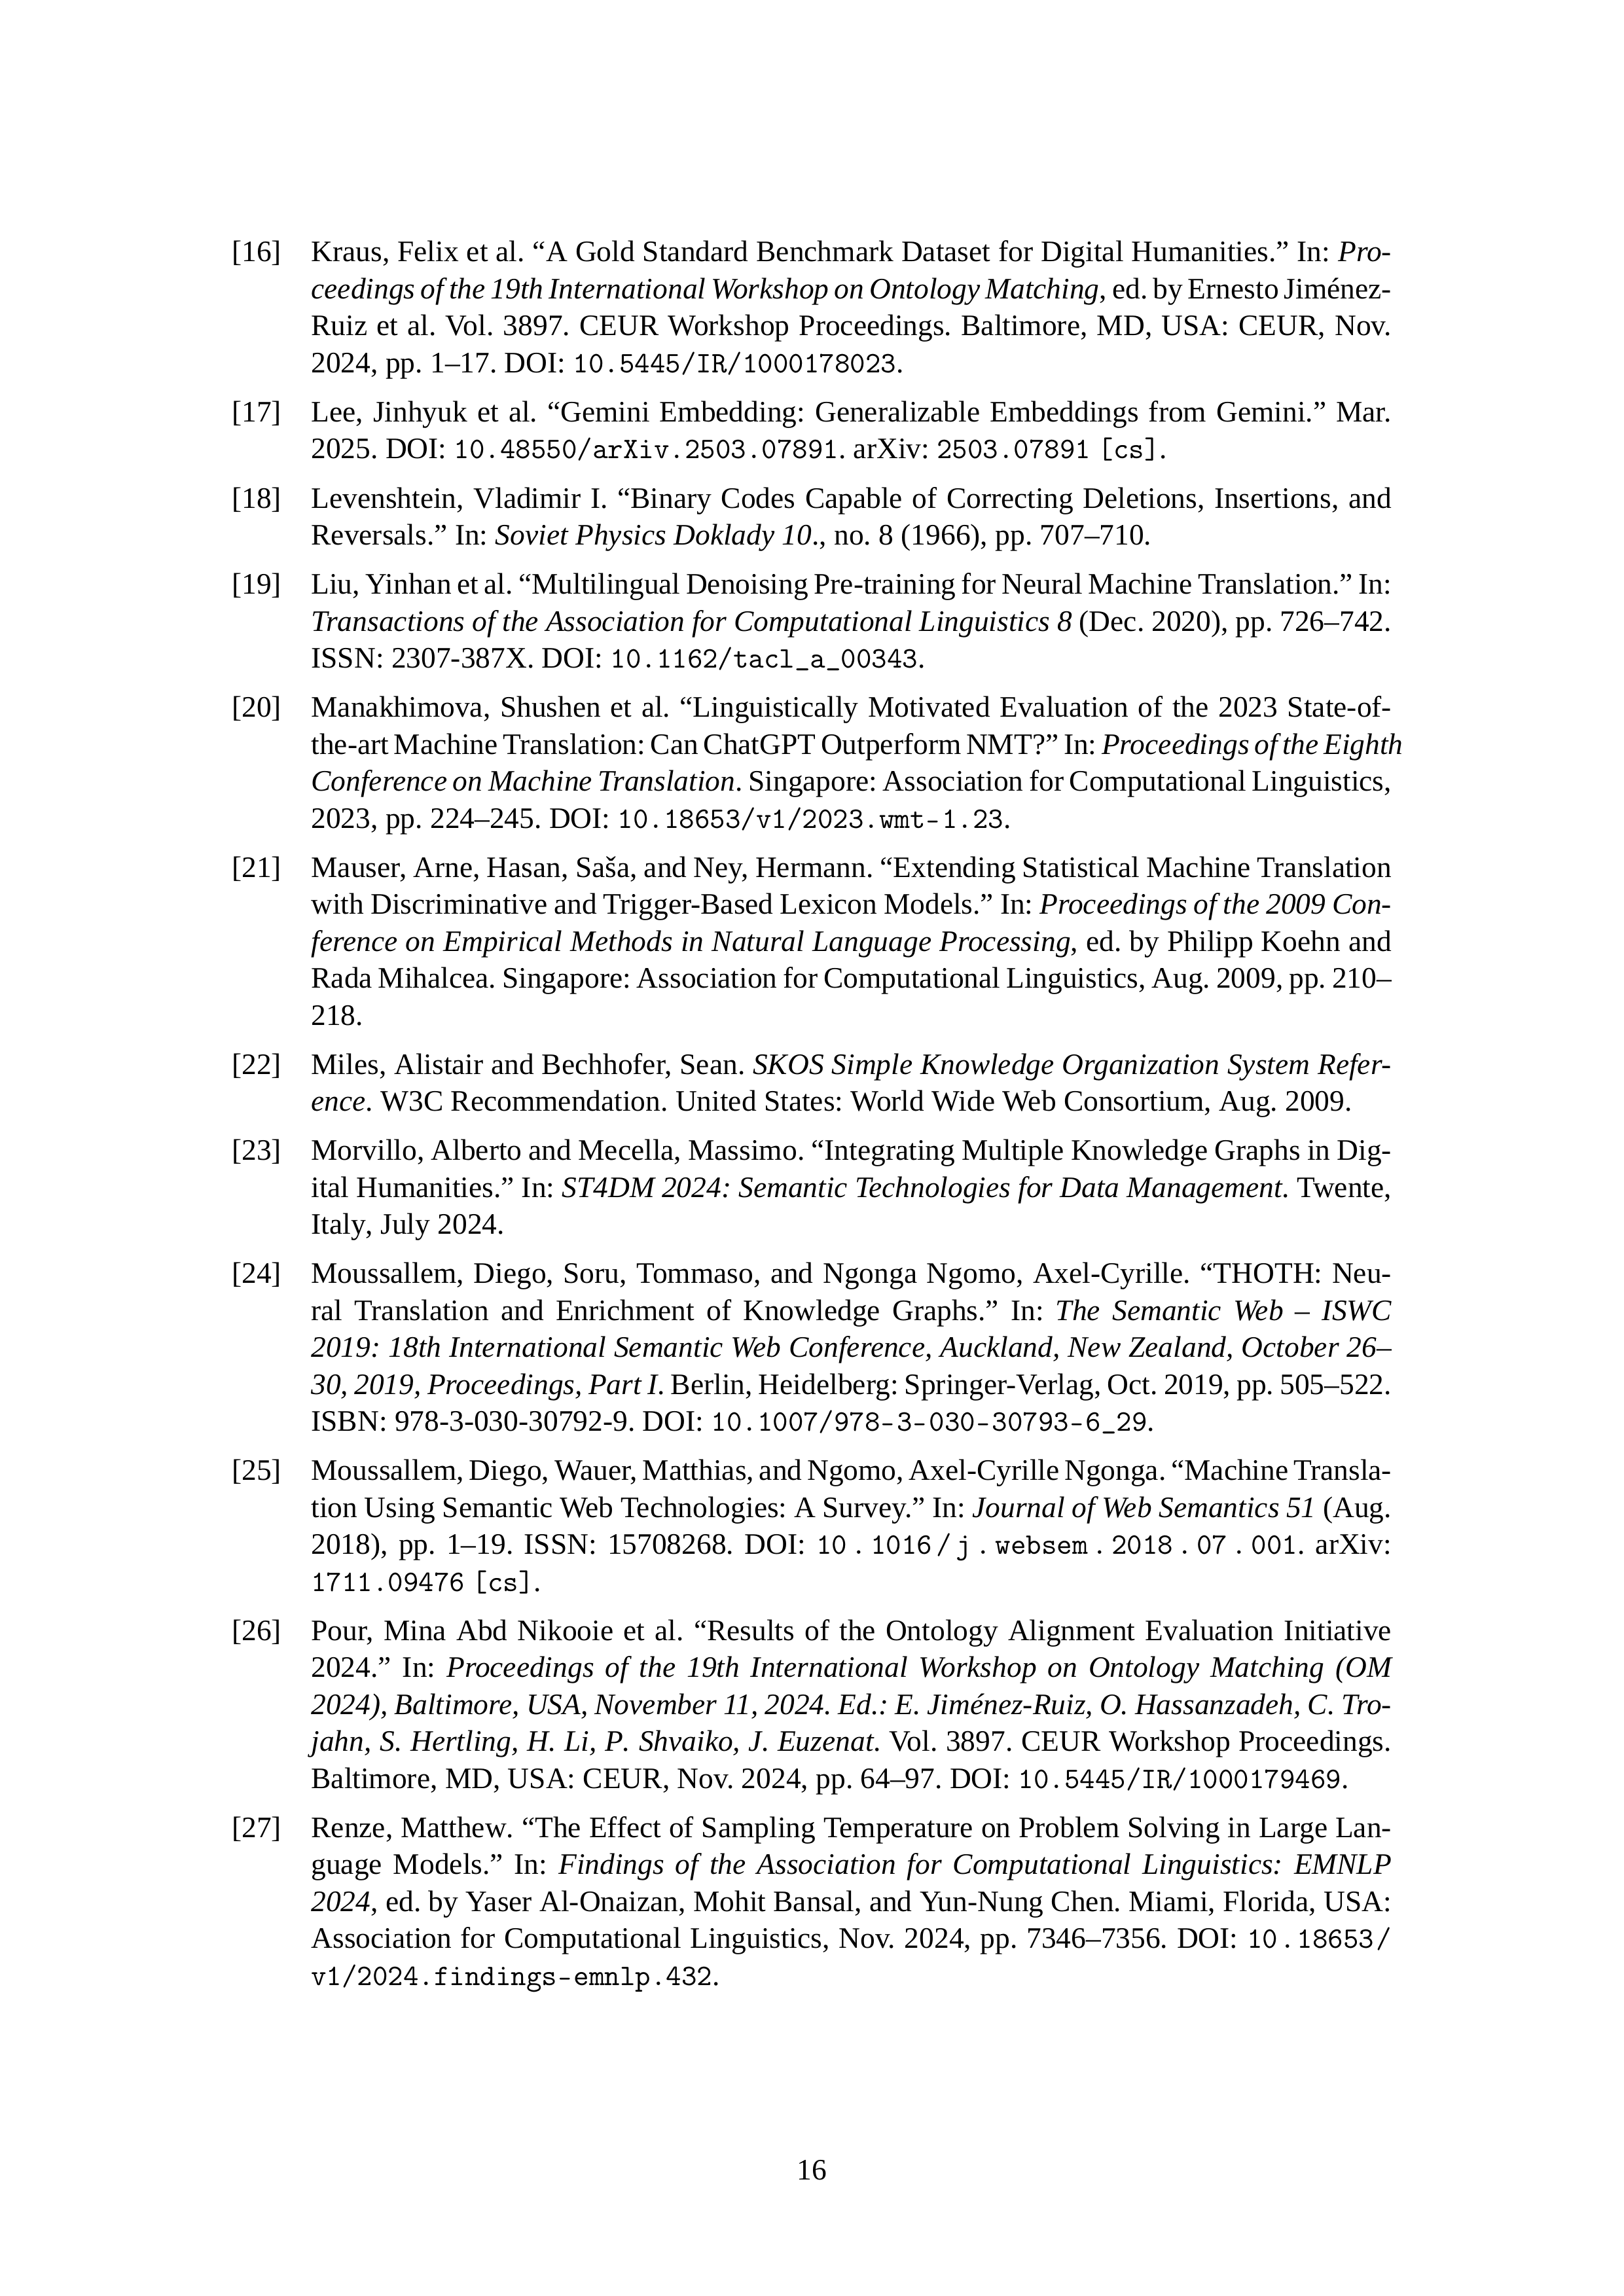 [16] Kraus, Felix et al. “A Gold Standard Benchmark Dataset for Digital Humanities.” In: Pro-
ceedings of the 19th International Workshop on Ontology Matching, ed. by Ernesto Jiménez-
Ruiz et al. Vol. 3897. CEUR Workshop Proceedings. Baltimore, MD, USA: CEUR, Nov.
2024, pp. 1–17. DOI: 10.5445/IR/1000178023.
[17] Lee, Jinhyuk et al. “Gemini Embedding: Generalizable Embeddings from Gemini.” Mar.
2025. DOI: 10.48550/arXiv.2503.07891. arXiv: 2503.07891 [cs].
[18] Levenshtein, Vladimir I. “Binary Codes Capable of Correcting Deletions, Insertions, and
Reversals.” In: Soviet Physics Doklady 10., no. 8 (1966), pp. 707–710.
[19] Liu, Yinhan et al. “Multilingual Denoising Pre-training for Neural Machine Translation.” In:
Transactions of the Association for Computational Linguistics 8 (Dec. 2020), pp. 726–742.
ISSN: 2307-387X. DOI: 10.1162/tacl_a_00343.
[20] Manakhimova, Shushen et al. “Linguistically Motivated Evaluation of the 2023 State-of-
the-art Machine Translation: Can ChatGPT Outperform NMT?” In: Proceedings of the Eighth
Conference on Machine Translation. Singapore: Association for Computational Linguistics,
2023, pp. 224–245. DOI: 10.18653/v1/2023.wmt-1.23.
[21] Mauser, Arne, Hasan, Saša, and Ney, Hermann. “Extending Statistical Machine Translation
with Discriminative and Trigger-Based Lexicon Models.” In: Proceedings of the 2009 Con-
ference on Empirical Methods in Natural Language Processing, ed. by Philipp Koehn and
Rada Mihalcea. Singapore: Association for Computational Linguistics, Aug. 2009, pp. 210–
218.
[22] Miles, Alistair and Bechhofer, Sean. SKOS Simple Knowledge Organization System Refer-
ence. W3C Recommendation. United States: World Wide Web Consortium, Aug. 2009.
[23] Morvillo, Alberto and Mecella, Massimo. “Integrating Multiple Knowledge Graphs in Dig-
ital Humanities.” In: ST4DM 2024: Semantic Technologies for Data Management. Twente,
Italy, July 2024.
[24] Moussallem, Diego, Soru, Tommaso, and Ngonga Ngomo, Axel-Cyrille. “THOTH: Neu-
ral Translation and Enrichment of Knowledge Graphs.” In: The Semantic Web – ISWC
2019: 18th International Semantic Web Conference, Auckland, New Zealand, October 26–
30, 2019, Proceedings, Part I. Berlin, Heidelberg: Springer-Verlag, Oct. 2019, pp. 505–522.
ISBN: 978-3-030-30792-9. DOI: 10.1007/978-3-030-30793-6_29.
[25] Moussallem, Diego, Wauer, Matthias, and Ngomo, Axel-Cyrille Ngonga. “Machine Transla-
tion Using Semantic Web Technologies: A Survey.” In: Journal of Web Semantics 51 (Aug.
2018), pp. 1–19. ISSN: 15708268. DOI: 10.1016/j.websem.2018.07.001. arXiv:
1711.09476 [cs].
[26] Pour, Mina Abd Nikooie et al. “Results of the Ontology Alignment Evaluation Initiative
2024.” In: Proceedings of the 19th International Workshop on Ontology Matching (OM
2024), Baltimore, USA, November 11, 2024. Ed.: E. Jiménez-Ruiz, O. Hassanzadeh, C. Tro-
jahn, S. Hertling, H. Li, P. Shvaiko, J. Euzenat. Vol. 3897. CEUR Workshop Proceedings.
Baltimore, MD, USA: CEUR, Nov. 2024, pp. 64–97. DOI: 10.5445/IR/1000179469.
[27] Renze, Matthew. “The Effect of Sampling Temperature on Problem Solving in Large Lan-
guage Models.” In: Findings of the Association for Computational Linguistics: EMNLP
2024, ed. by Yaser Al-Onaizan, Mohit Bansal, and Yun-Nung Chen. Miami, Florida, USA:
Association for Computational Linguistics, Nov. 2024, pp. 7346–7356. DOI: 10.18653/
v1/2024.findings-emnlp.432.
16